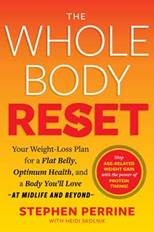 THE
WHOLE
BODY
RESET
Your Weight-Loss Plan
for a Flat Belly,
Optimum Health, and
a Body You'll Love
—AT MIDLIFE AND BEYOND—
Stop
AGE-RELATED
WEIGHT GAIN
with the power of
PROTEIN TIMING!
STEPHEN PERRINE
WITH HEIDI SKOLNIK